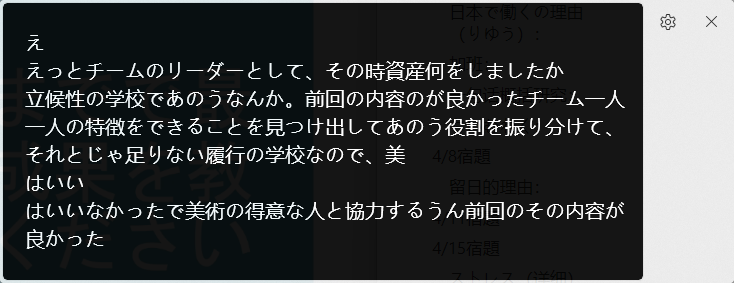 え
えっとチームのリーダーとして、その時資産何をしましたか
立候性の学校であのうなんか。前回の内容のが良かったチーム一人
一人の特徴をできることを見つけ出してあのう役割を振り分けて、
それとじゃ足りない履行の学校なので、美
はいい
はいいなかったで美術の得意な人と協力するうん前回のその内容が
良かった
日本で働くの理由
（りゆう）：
4/8宿題
留日的理由：
4/15宿題
ストレス（详细）